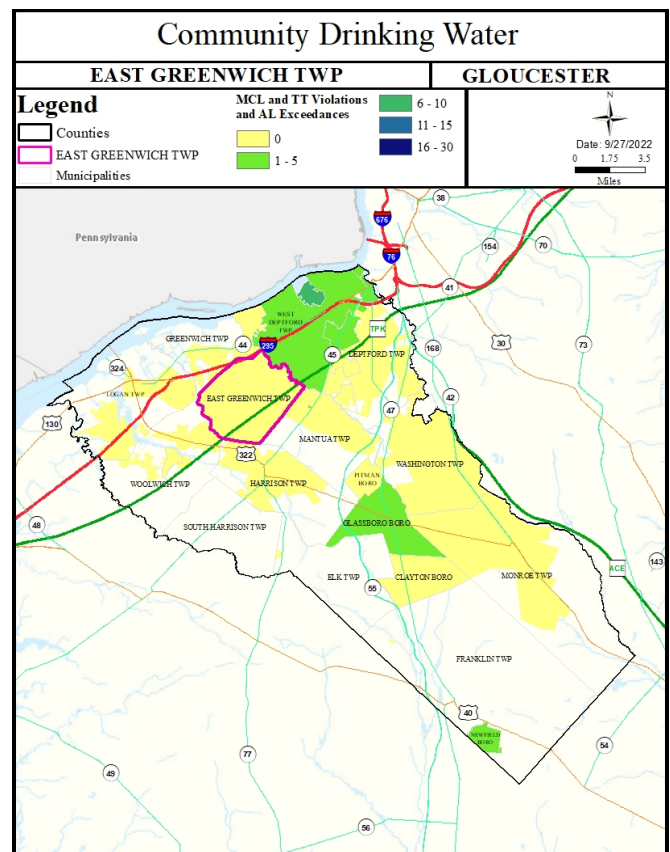 Community Drinking Water
EAST GREENWICH TWP
GLOUCESTER
Legend
Counties
EAST GREENWICH TWP
Municipalities
MCL and TT Violations
and AL Exceedances
0
1 - 5
6 - 10
11 - 15
16 - 30
N
Date: 9/27/2022
0 1.75 3.5
Miles
Pennsylvania
38
676
154
70
76
41
WEST
DEPTFORD
TWP
TPK
GREENWICH TWP
44
295
45
DEPTFORD TWP
168
30
73
324
LOGAN TWP
EAST GREENWICH TWP
47
42
130
MANTUA TWP
322
WASHINGTON TWP
PITMAN
BORO
WOOLWICH TWP
HARRISON TWP
48
SOUTH HARRISON TWP
GLASSBORO BORO
ELK TWP
CLAYTON BORO
MONROE TWP
ACE
143
55
FRANKLIN TWP
40
NEWFIELD
BORO
54
77
49
56